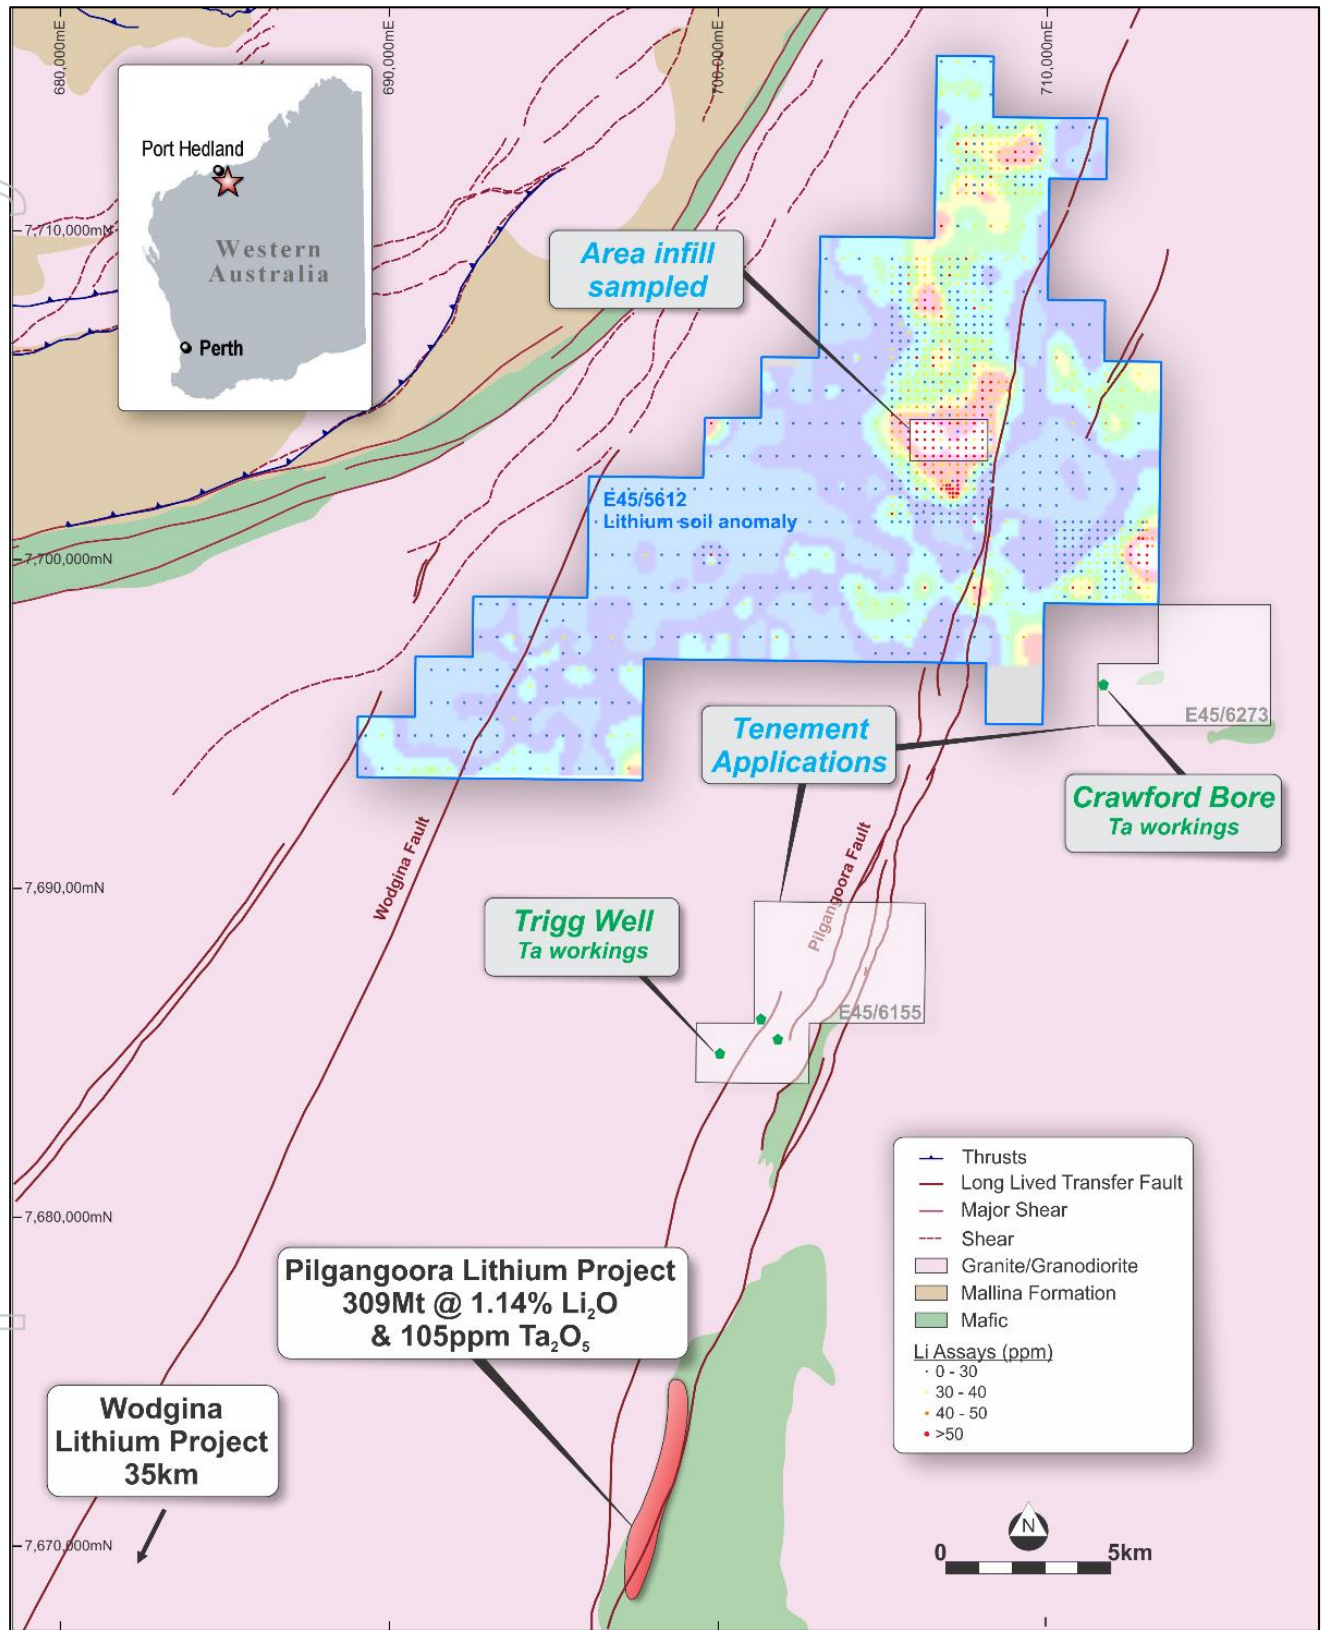 680,000mE
690,000mE
700,000mE
710,000mE
Port Hedland
Western
Australia
Perth
7,710,000mN
Area infill
sampled
E45/5612
Lithium soil anomaly
7,700,000mN
E45/6273
Tenement
Applications
Crawford Bore
Ta workings
Wodgina Fault
Pilgangoora Fault
7,690,00mN
Trigg Well
Ta workings
E45/6155
7,680,000mN
Thrusts
Long Lived Transfer Fault
Major Shear
Shear
Granite/Granodiorite
Mallina Formation
Mafic
Li Assays (ppm)
0 - 30
30 - 40
40 - 50
>50
Pilgangoora Lithium Project
309Mt @ 1.14% Li₂O
& 105ppm Ta₂O₅
Wodgina
Lithium Project
35km
7,670,000mN
N
0 5km